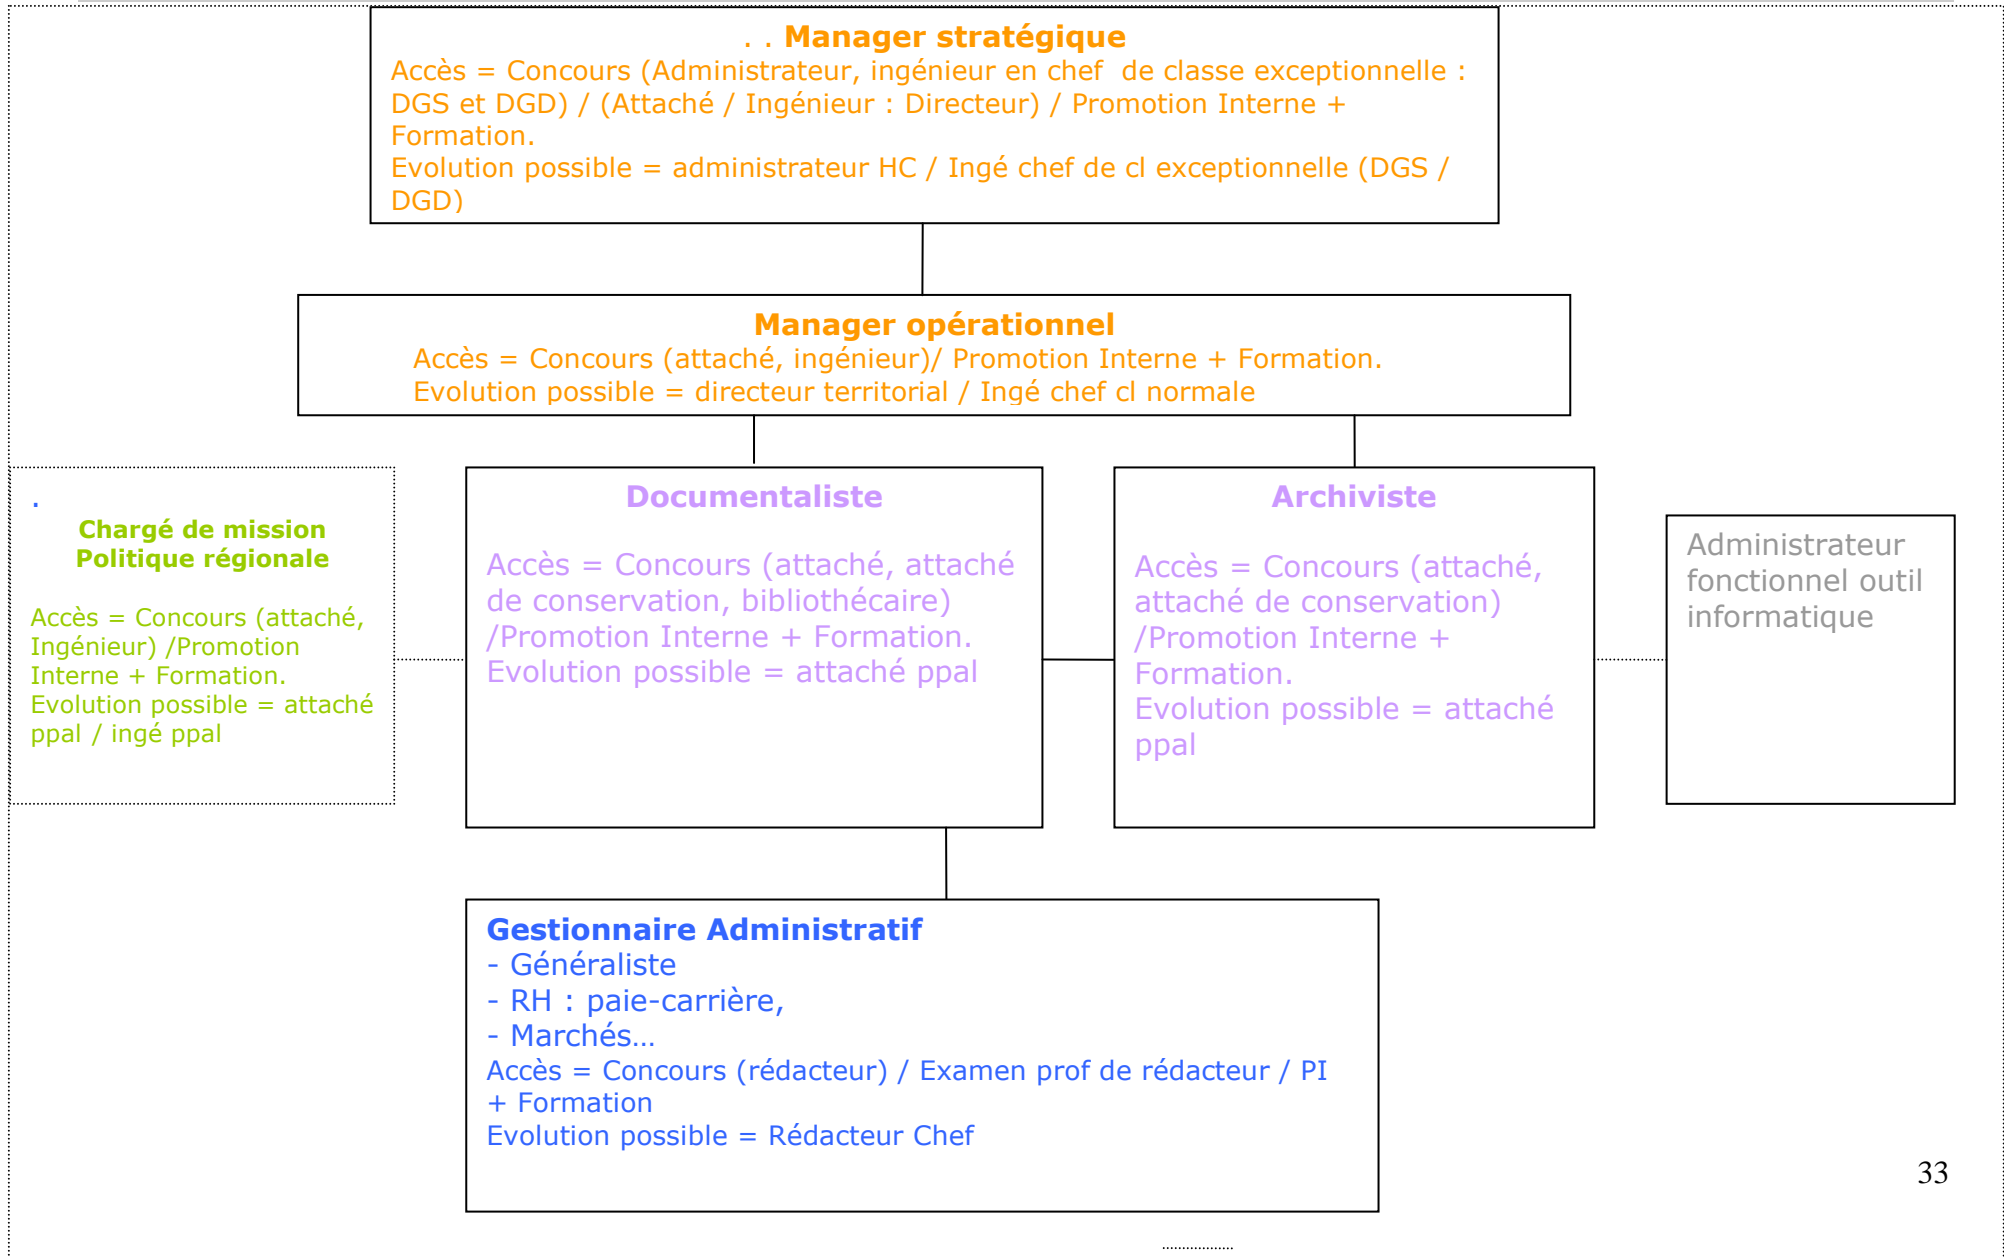 . . Manager stratégique
Accès = Concours (Administrateur, ingénieur en chef de classe exceptionnelle :
DGS et DGD) / (Attaché / Ingénieur : Directeur) / Promotion Interne +
Formation.
Evolution possible = administrateur HC / Ingé chef de cl exceptionnelle (DGS /
DGD)
Manager opérationnel
Accès = Concours (attaché, ingénieur)/ Promotion Interne + Formation.
Evolution possible = directeur territorial / Ingé chef cl normale
.
Chargé de mission
Politique régionale
Accès = Concours (attaché,
Ingénieur) /Promotion
Interne + Formation.
Evolution possible = attaché
ppal / ingé ppal
Documentaliste
Accès = Concours (attaché, attaché
de conservation, bibliothécaire)
/Promotion Interne + Formation.
Evolution possible = attaché ppal
Archiviste
Accès = Concours (attaché,
attaché de conservation)
/Promotion Interne +
Formation.
Evolution possible = attaché
ppal
Administrateur
fonctionnel outil
informatique
Gestionnaire Administratif
- Généraliste
- RH : paie-carrière,
- Marchés…
Accès = Concours (rédacteur) / Examen prof de rédacteur / PI
+ Formation
Evolution possible = Rédacteur Chef
33